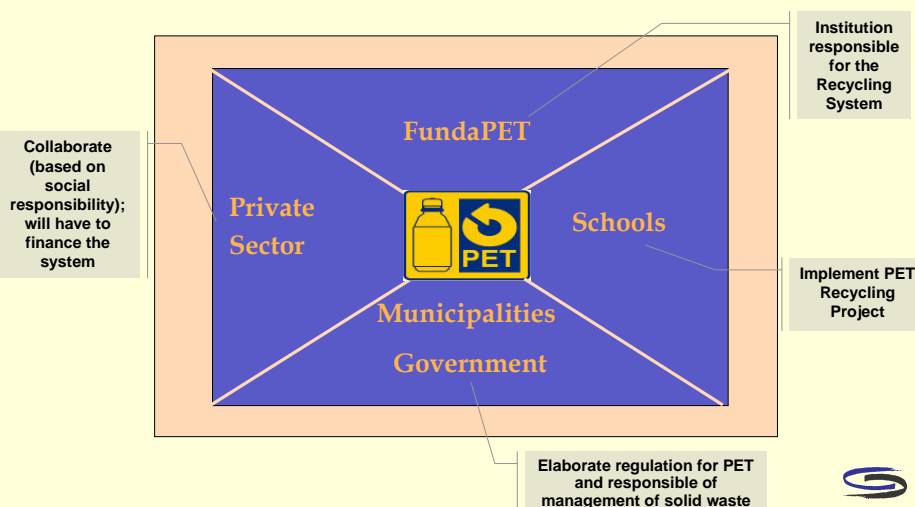 Institution
responsible
for the
Recycling
System
FundaPET
Collaborate
(based on
social
responsibility);
will have to
finance the
system
Private
Sector
Schools
PET
Implement PET
Recycling
Project
Municipalities
Government
Elaborate regulation for PET
and responsible of
management of solid waste